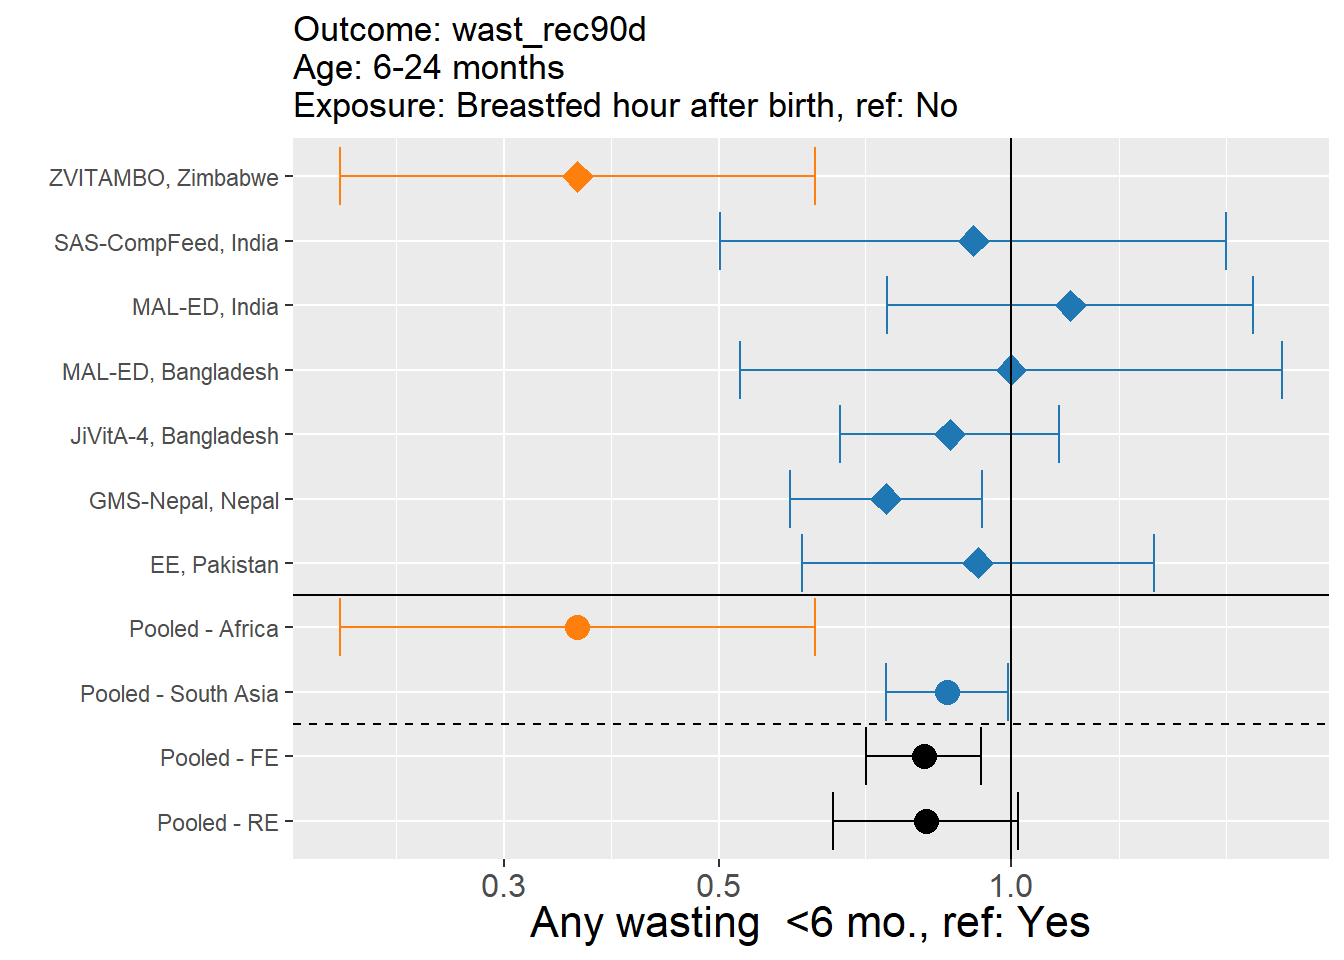 Outcome: wast_rec90d
Age: 6-24 months
Exposure: Breastfed hour after birth, ref: No
ZVITAMBO, Zimbabwe
SAS-CompFeed, India
MAL-ED, India
MAL-ED, Bangladesh
JiVitA-4, Bangladesh
GMS-Nepal, Nepal
EE, Pakistan
Pooled - Africa
Pooled - South Asia
Pooled - FE
Pooled - RE
0.3 0.5 1.0
Any wasting  <6 mo., ref: Yes